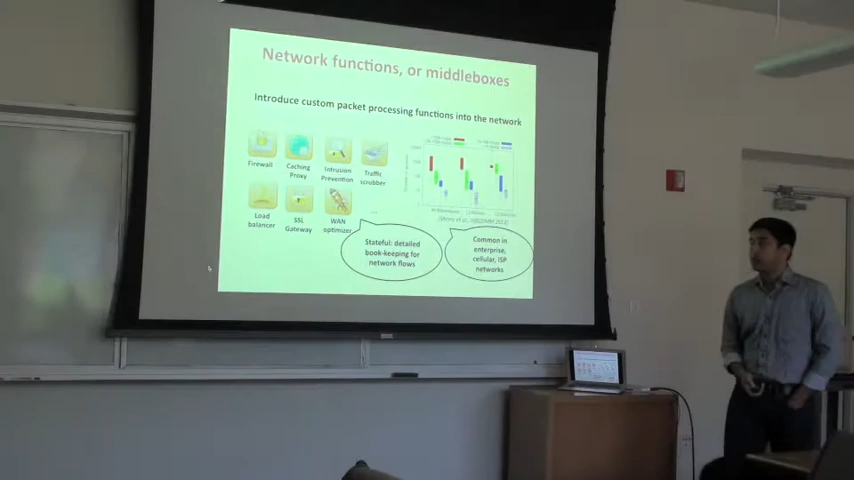 Network functions, or middleboxes
Introduce custom packet processing functions into the network
Firewall
Caching
Proxy
Intrusion
Prevention
Traffic
scrubber
Load
balancer
SSL
Gateway
WAN
optimizer
...
Stateful: detailed
book-keeping for
network flows
Common in
enterprise,
cellular, ISP
networks